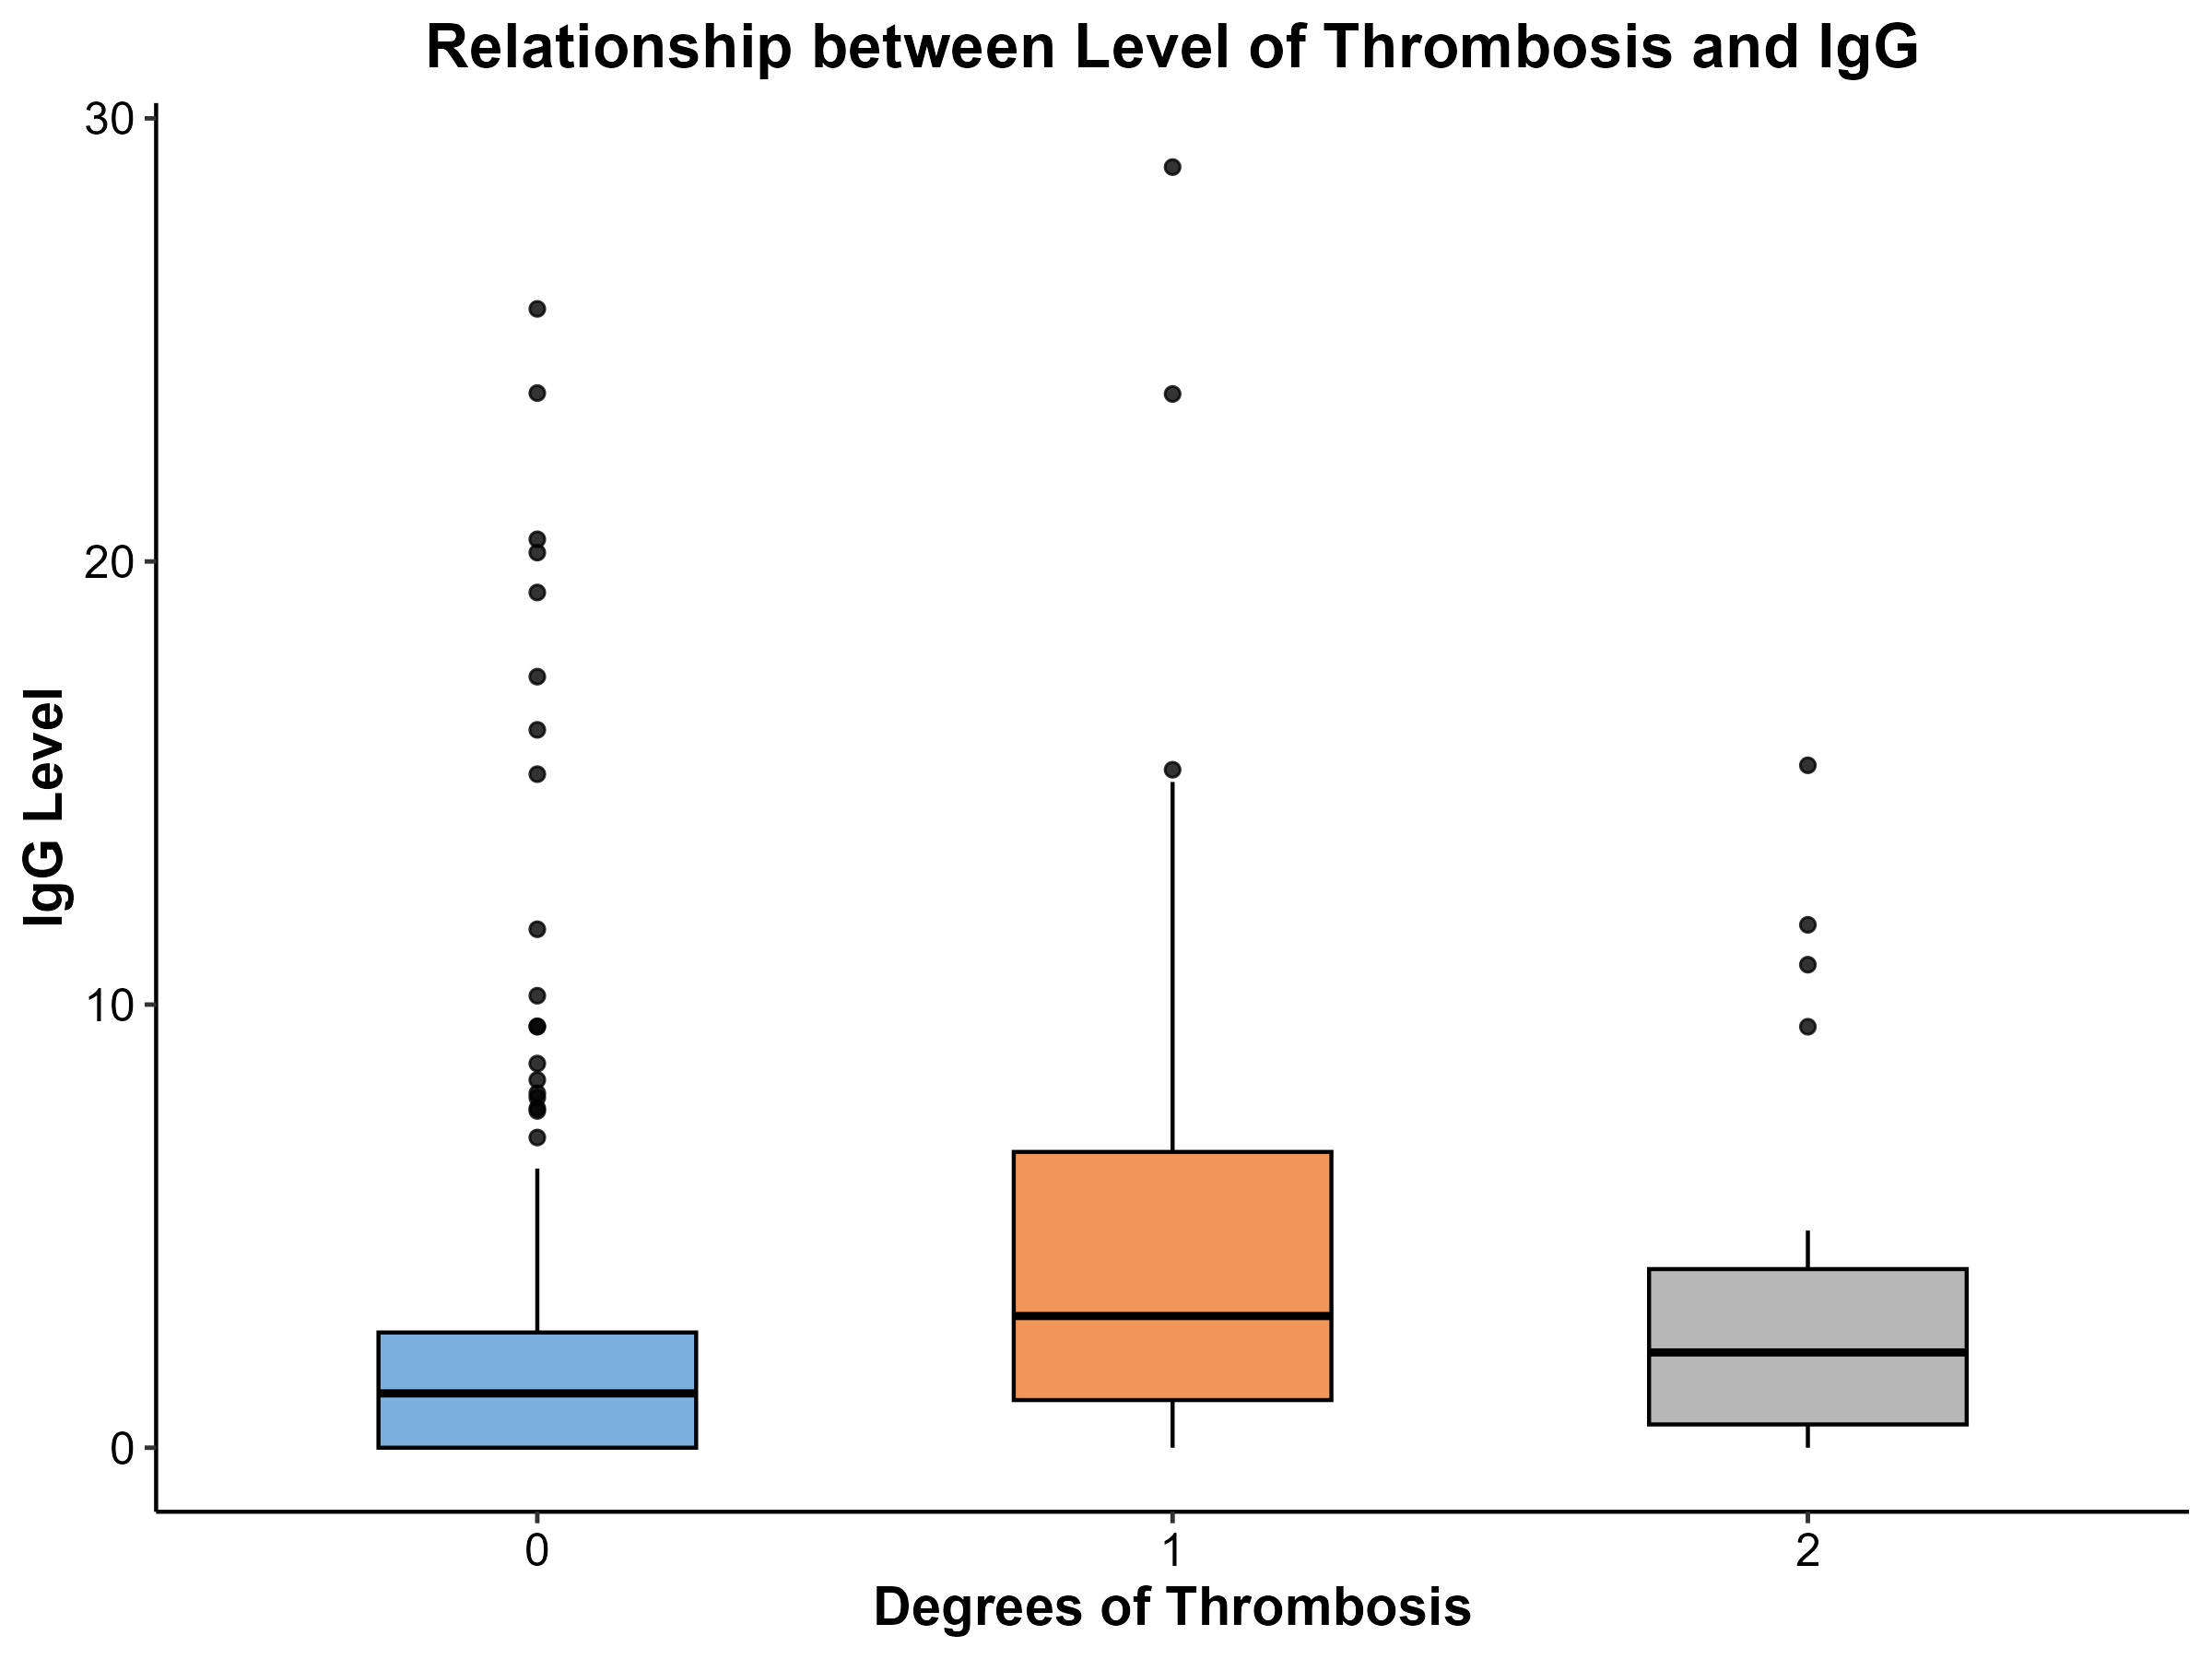 Relationship between Level of Thrombosis and IgG
30
20
10
0
IgG Level
0 1 2
Degrees of Thrombosis